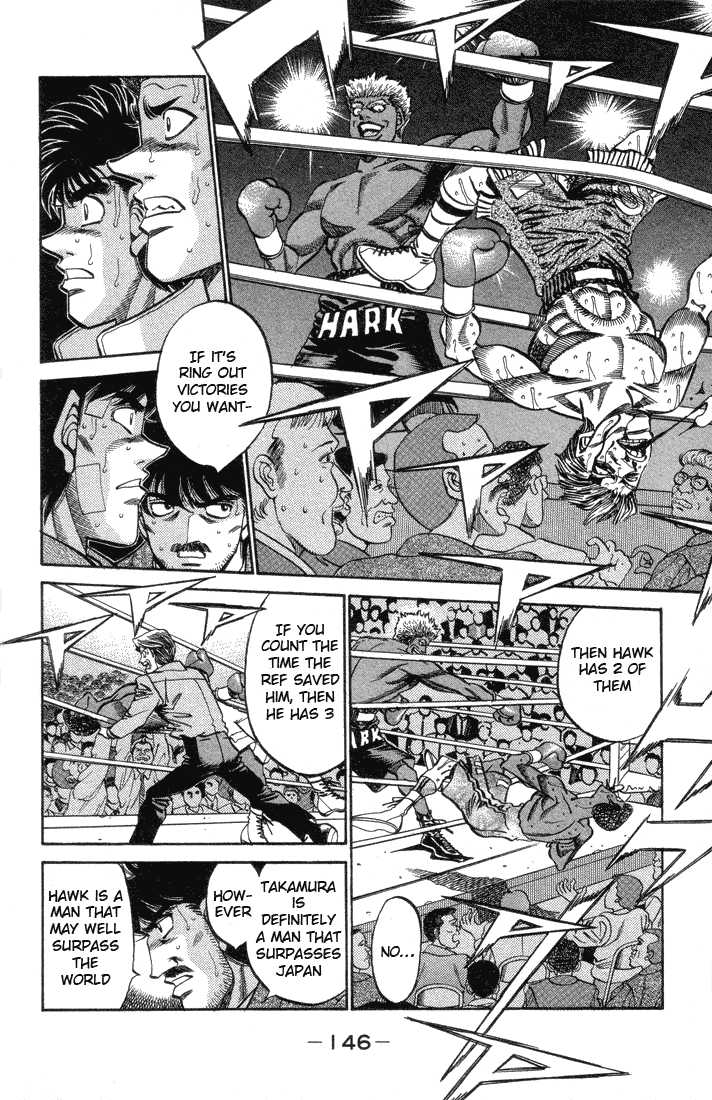 HARK
IF IT'S
RING OUT
VICTORIES
YOU WANT-
THEN HAWK
HAS 2 OF
THEM
ARK
NO...
IF YOU
COUNT THE
TIME THE
REF SAVED
HIM, THEN
HE HAS 3
TAKAMURA
IS
DEFINITELY
A MAN THAT
SURPASSES
JAPAN
HOW-
EVER
HAWK IS A
MAN THAT
MAY WELL
SURPASS
THE
WORLD
- 146 -